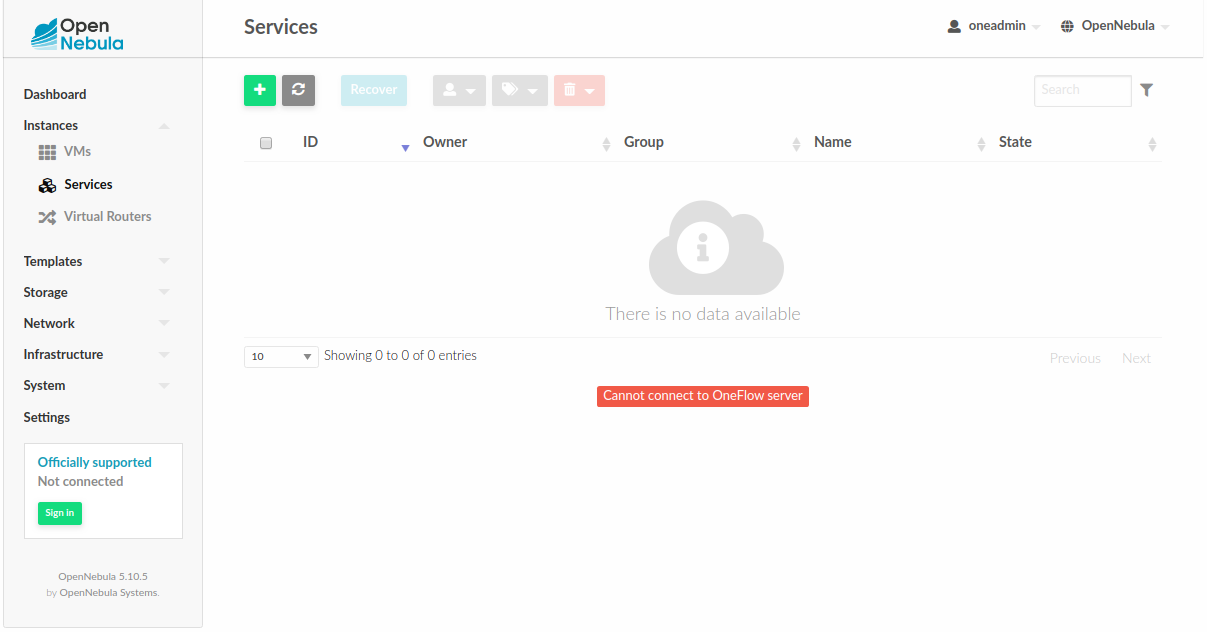 Open
Nebula
Services
oneadmin
OpenNebula
Dashboard
Instances
VMs
Services
Virtual Routers
Templates
Storage
Network
Infrastructure
System
Settings
Officially supported
Not connected
Sign in
OpenNebula 5.10.5
by OpenNebula Systems.
Recover
Search
ID Owner Group Name State
There is no data available
10 Showing 0 to 0 of 0 entries
Previous Next
Cannot connect to OneFlow server